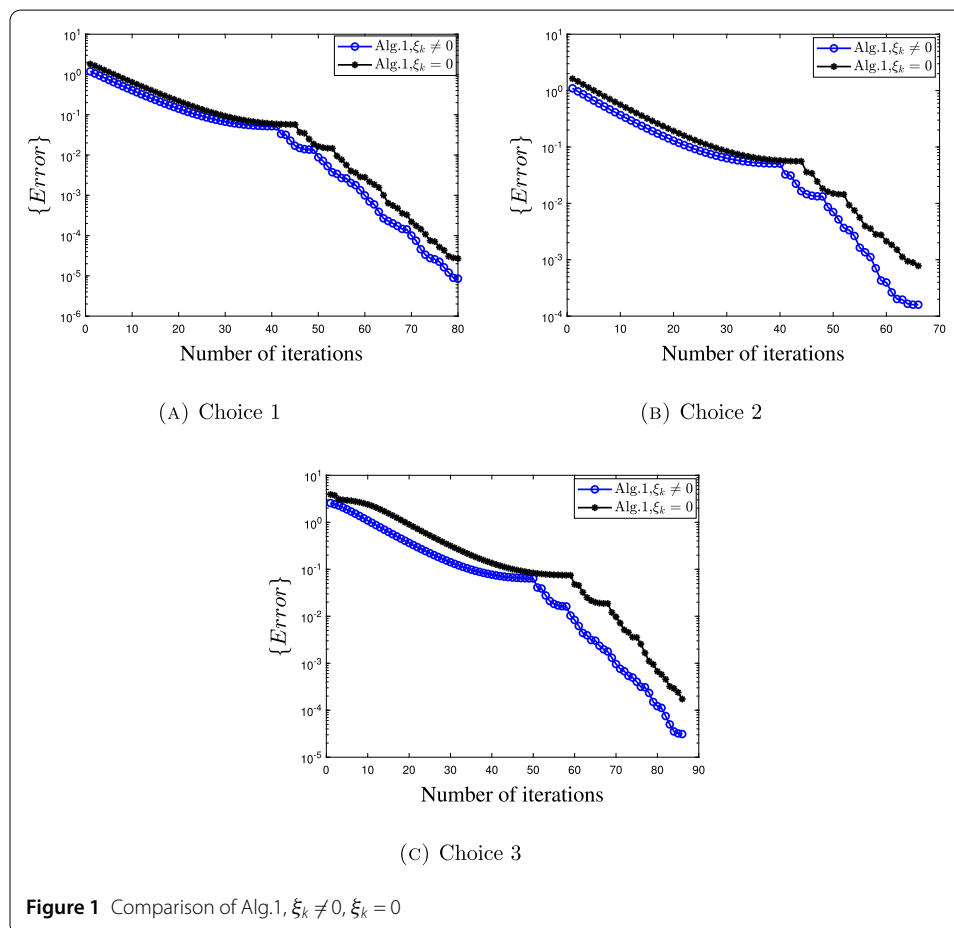 10^1
10^0
10^-1
10^-2
10^-3
10^-4
10^-5
10^-6
{Error}
0 10 20 30 40 50 60 70 80
Number of iterations
Alg.1,ξ_k ≠ 0
Alg.1,ξ_k = 0
(A) Choice 1
10^1
10^0
10^-1
10^-2
10^-3
10^-4
{Error}
0 10 20 30 40 50 60 70
Number of iterations
Alg.1,ξ_k ≠ 0
Alg.1,ξ_k = 0
(B) Choice 2
10^1
10^0
10^-1
10^-2
10^-3
10^-4
10^-5
{Error}
0 10 20 30 40 50 60 70 80 90
Number of iterations
Alg.1,ξ_k ≠ 0
Alg.1,ξ_k = 0
(C) Choice 3
Figure 1 Comparison of Alg.1, ξ_k ≠ 0, ξ_k = 0